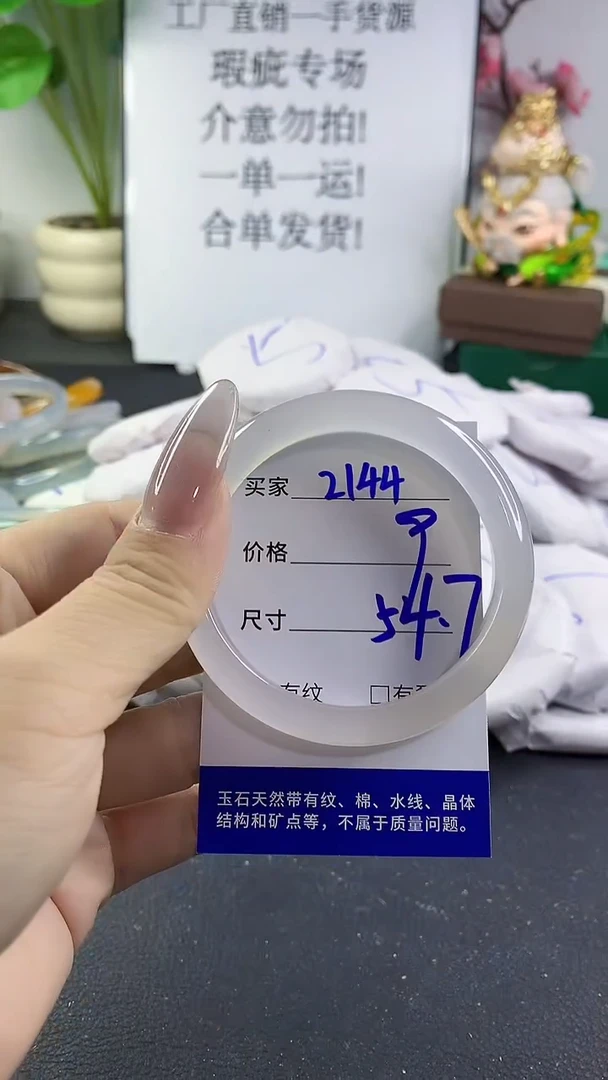 工厂直销一手货源
瑕疵专场
介意勿拍!
一单一运!
合单发货!
买家 2144
价格
尺寸 54.7
有纹 □有
玉石天然带有纹、棉、水线、晶体
结构和矿点等，不属于质量问题。